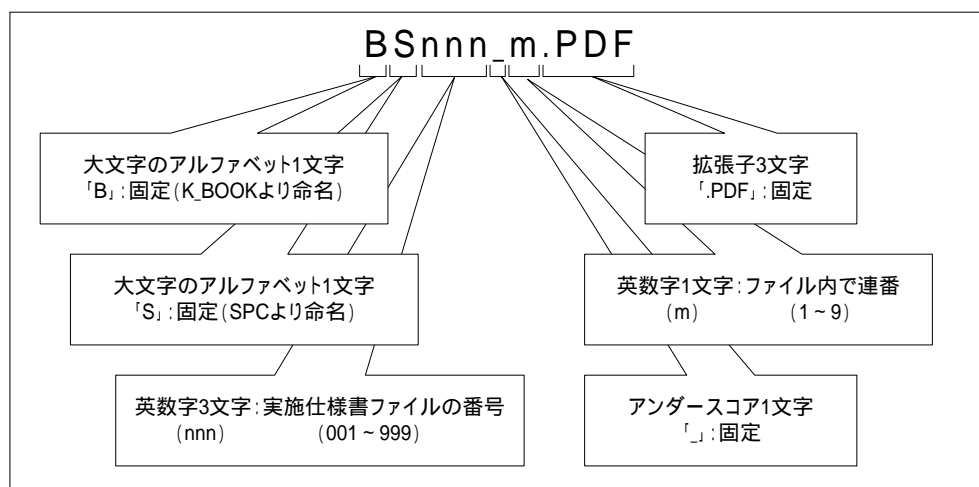 BSnnn_m.PDF
大文字のアルファベット1文字
「B」:固定(K_BOOKより命名)
拡張子3文字
「.PDF」:固定
大文字のアルファベット1文字
「S」:固定(SPCより命名)
英数字1文字:ファイル内で連番
(m) (1~9)
英数字3文字:実施仕様書ファイルの番号
(nnn) (001~999)
アンダースコア1文字
「_」:固定